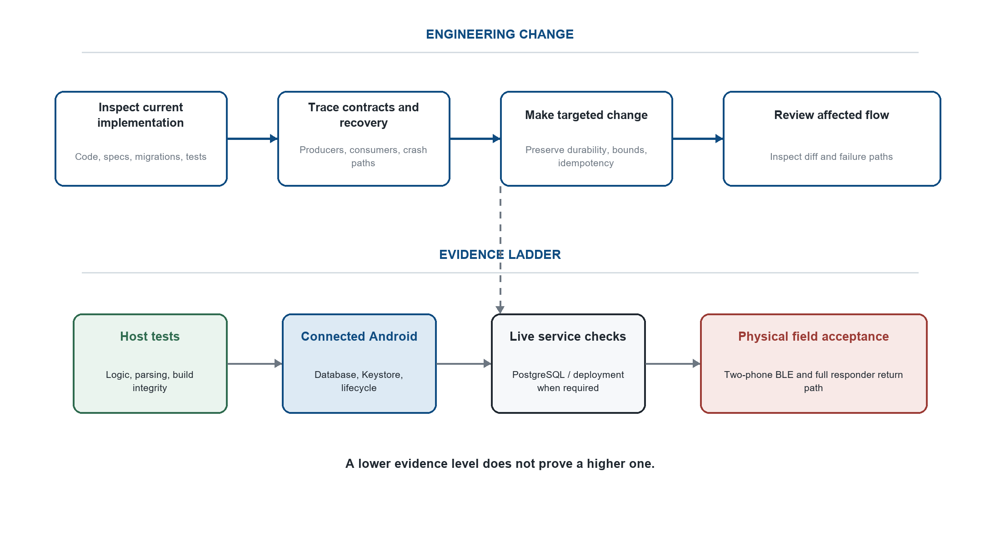 ENGINEERING CHANGE
Inspect current
implementation
Code, specs, migrations, tests
Trace contracts and
recovery
Producers, consumers, crash
paths
Make targeted change
Preserve durability, bounds,
idempotency
Review affected flow
Inspect diff and failure paths
EVIDENCE LADDER
Host tests
Logic, parsing, build
integrity
Connected Android
Database, Keystore,
lifecycle
Live service checks
PostgreSQL / deployment
when required
Physical field acceptance
Two-phone BLE and full responder return
path
A lower evidence level does not prove a higher one.